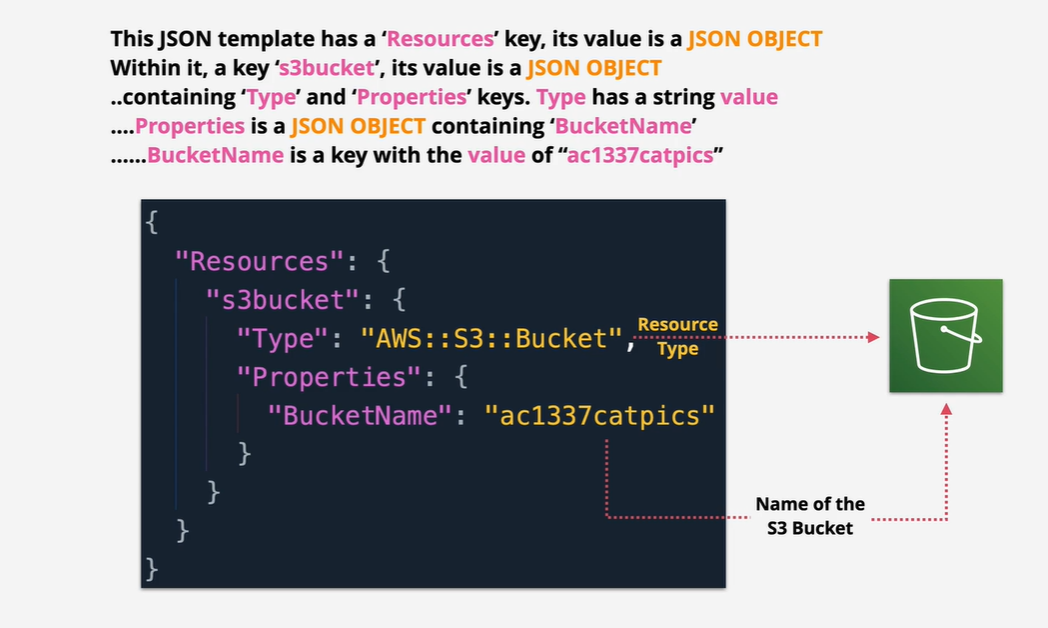 This JSON template has a ‘Resources’ key, its value is a JSON OBJECT
Within it, a key ‘s3bucket’, its value is a JSON OBJECT
..containing ‘Type’ and ‘Properties’ keys. Type has a string value
....Properties is a JSON OBJECT containing ‘BucketName’
......BucketName is a key with the value of “ac1337catpics”
{
"Resources": {
"s3bucket": {
"Type": "AWS::S3::Bucket",
"Properties": {
"BucketName": "ac1337catpics"
}
}
}
}
Resource
Type
Name of the
S3 Bucket